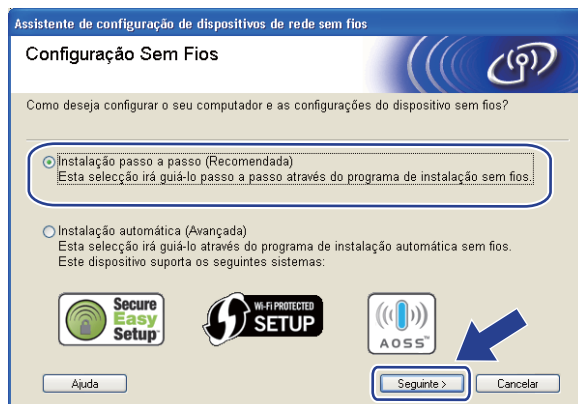 Assistente de configuração de dispositivos de rede sem fios
Configuração Sem Fios
Como deseja configurar o seu computador e as configurações do dispositivo sem fios?
Instalação passo a passo (Recomendada)
Esta selecção irá guiá-lo passo a passo através do programa de instalação sem fios.
Instalação automática (Avançada)
Esta selecção irá guiá-lo através do programa de instalação automática sem fios.
Este dispositivo suporta os seguintes sistemas:
Secure
Easy
Setup™
WI-FI PROTECTED
SETUP
AOSS™
Ajuda
Seguinte >
Cancelar